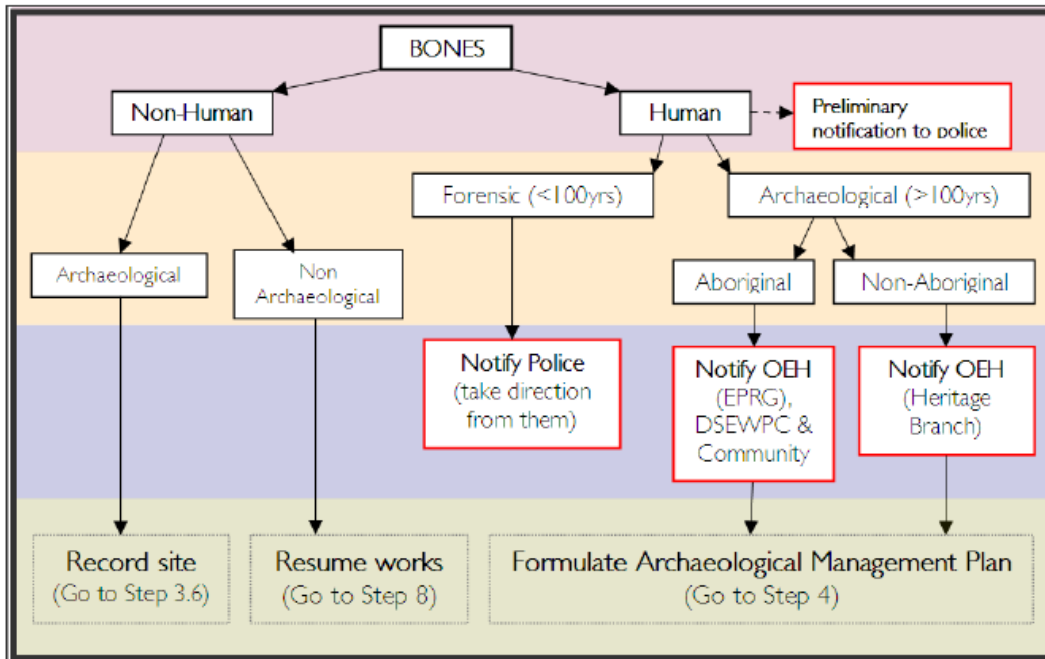 BONES
Non-Human
Human
Preliminary
notification to police
Forensic (<100yrs)
Archaeological (>100yrs)
Archaeological
Non
Archaeological
Aboriginal
Non-Aboriginal
Notify Police
(take direction
from them)
Notify OEH
(EPRG),
DSEWPC &
Community
Notify OEH
(Heritage
Branch)
Record site
(Go to Step 3.6)
Resume works
(Go to Step 8)
Formulate Archaeological Management Plan
(Go to Step 4)